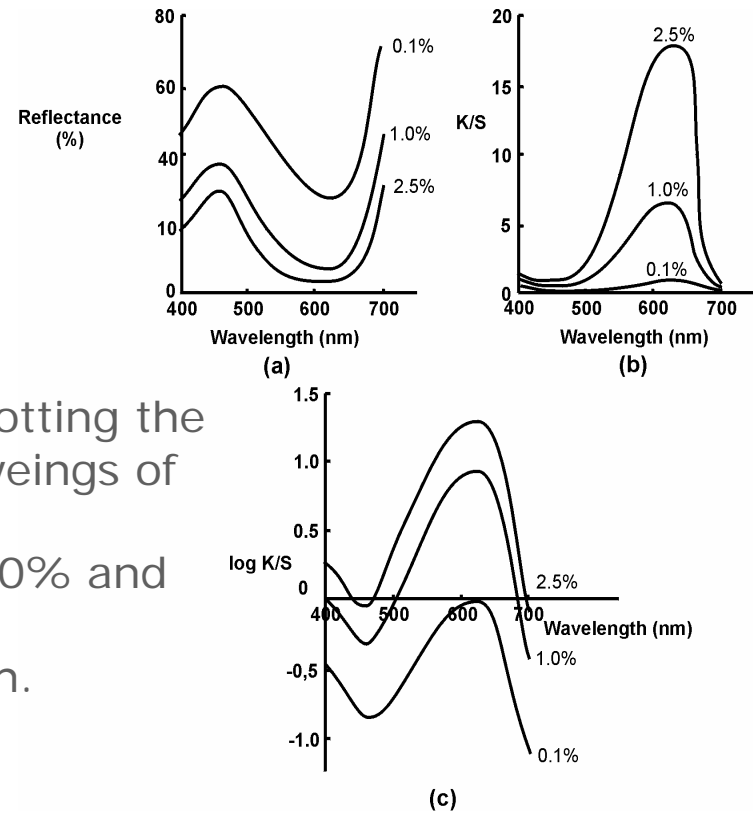 80
60
40
10
0
Reflectance
(%)
0.1%
1.0%
2.5%
400 500 600 700
Wavelength (nm)
(a)
20
15
10
5
0
K/S
2.5%
1.0%
0.1%
400 500 600 700
Wavelength (nm)
(b)
otting the
veings of
0% and
n.
1.5
1.0
0.5
log K/S
0
-0.5
-1.0
400 500 600 700
Wavelength (nm)
2.5%
1.0%
0.1%
(c)